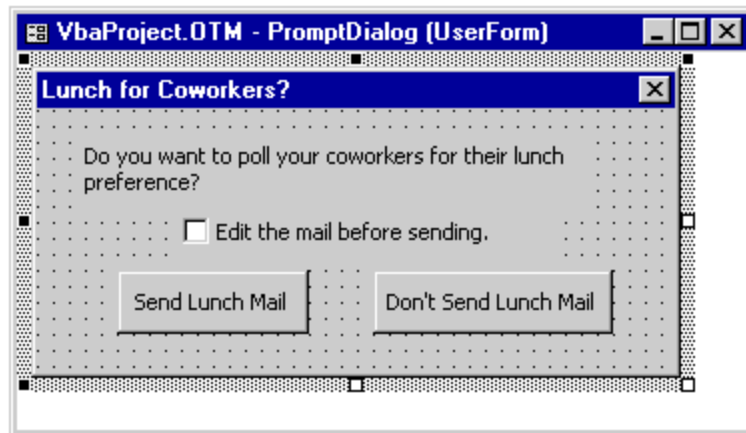 VbaProject.OTM - PromptDialog (UserForm)
Lunch for Coworkers?
Do you want to poll your coworkers for their lunch
preference?
Edit the mail before sending.
Send Lunch Mail
Don't Send Lunch Mail